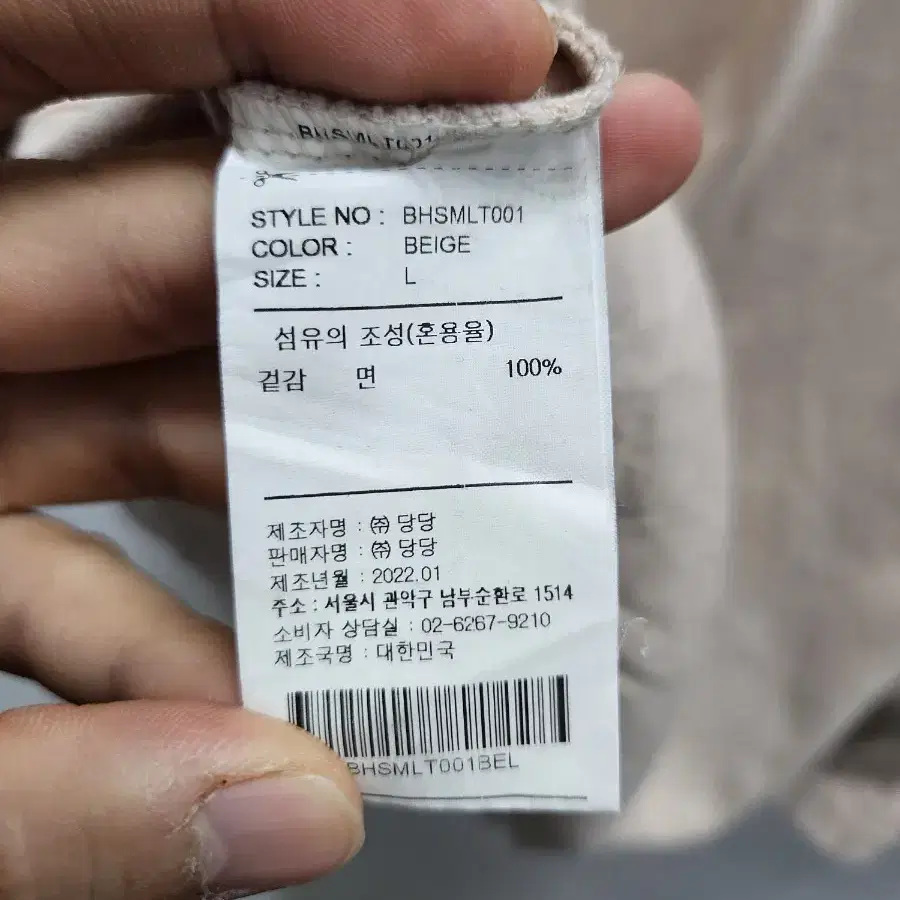 BHSMLT001
STYLE NO : BHSMLT001
COLOR : BEIGE
SIZE : L
섬유의 조성(혼용율)
겉감 면 100%
제조자명 : ㈜ 당당
판매자명 : ㈜ 당당
제조년월 : 2022.01
주소 : 서울시 관악구 남부순환로 1514
소비자 상담실 : 02-6267-9210
제조국명 : 대한민국
BHSMLT001BEL